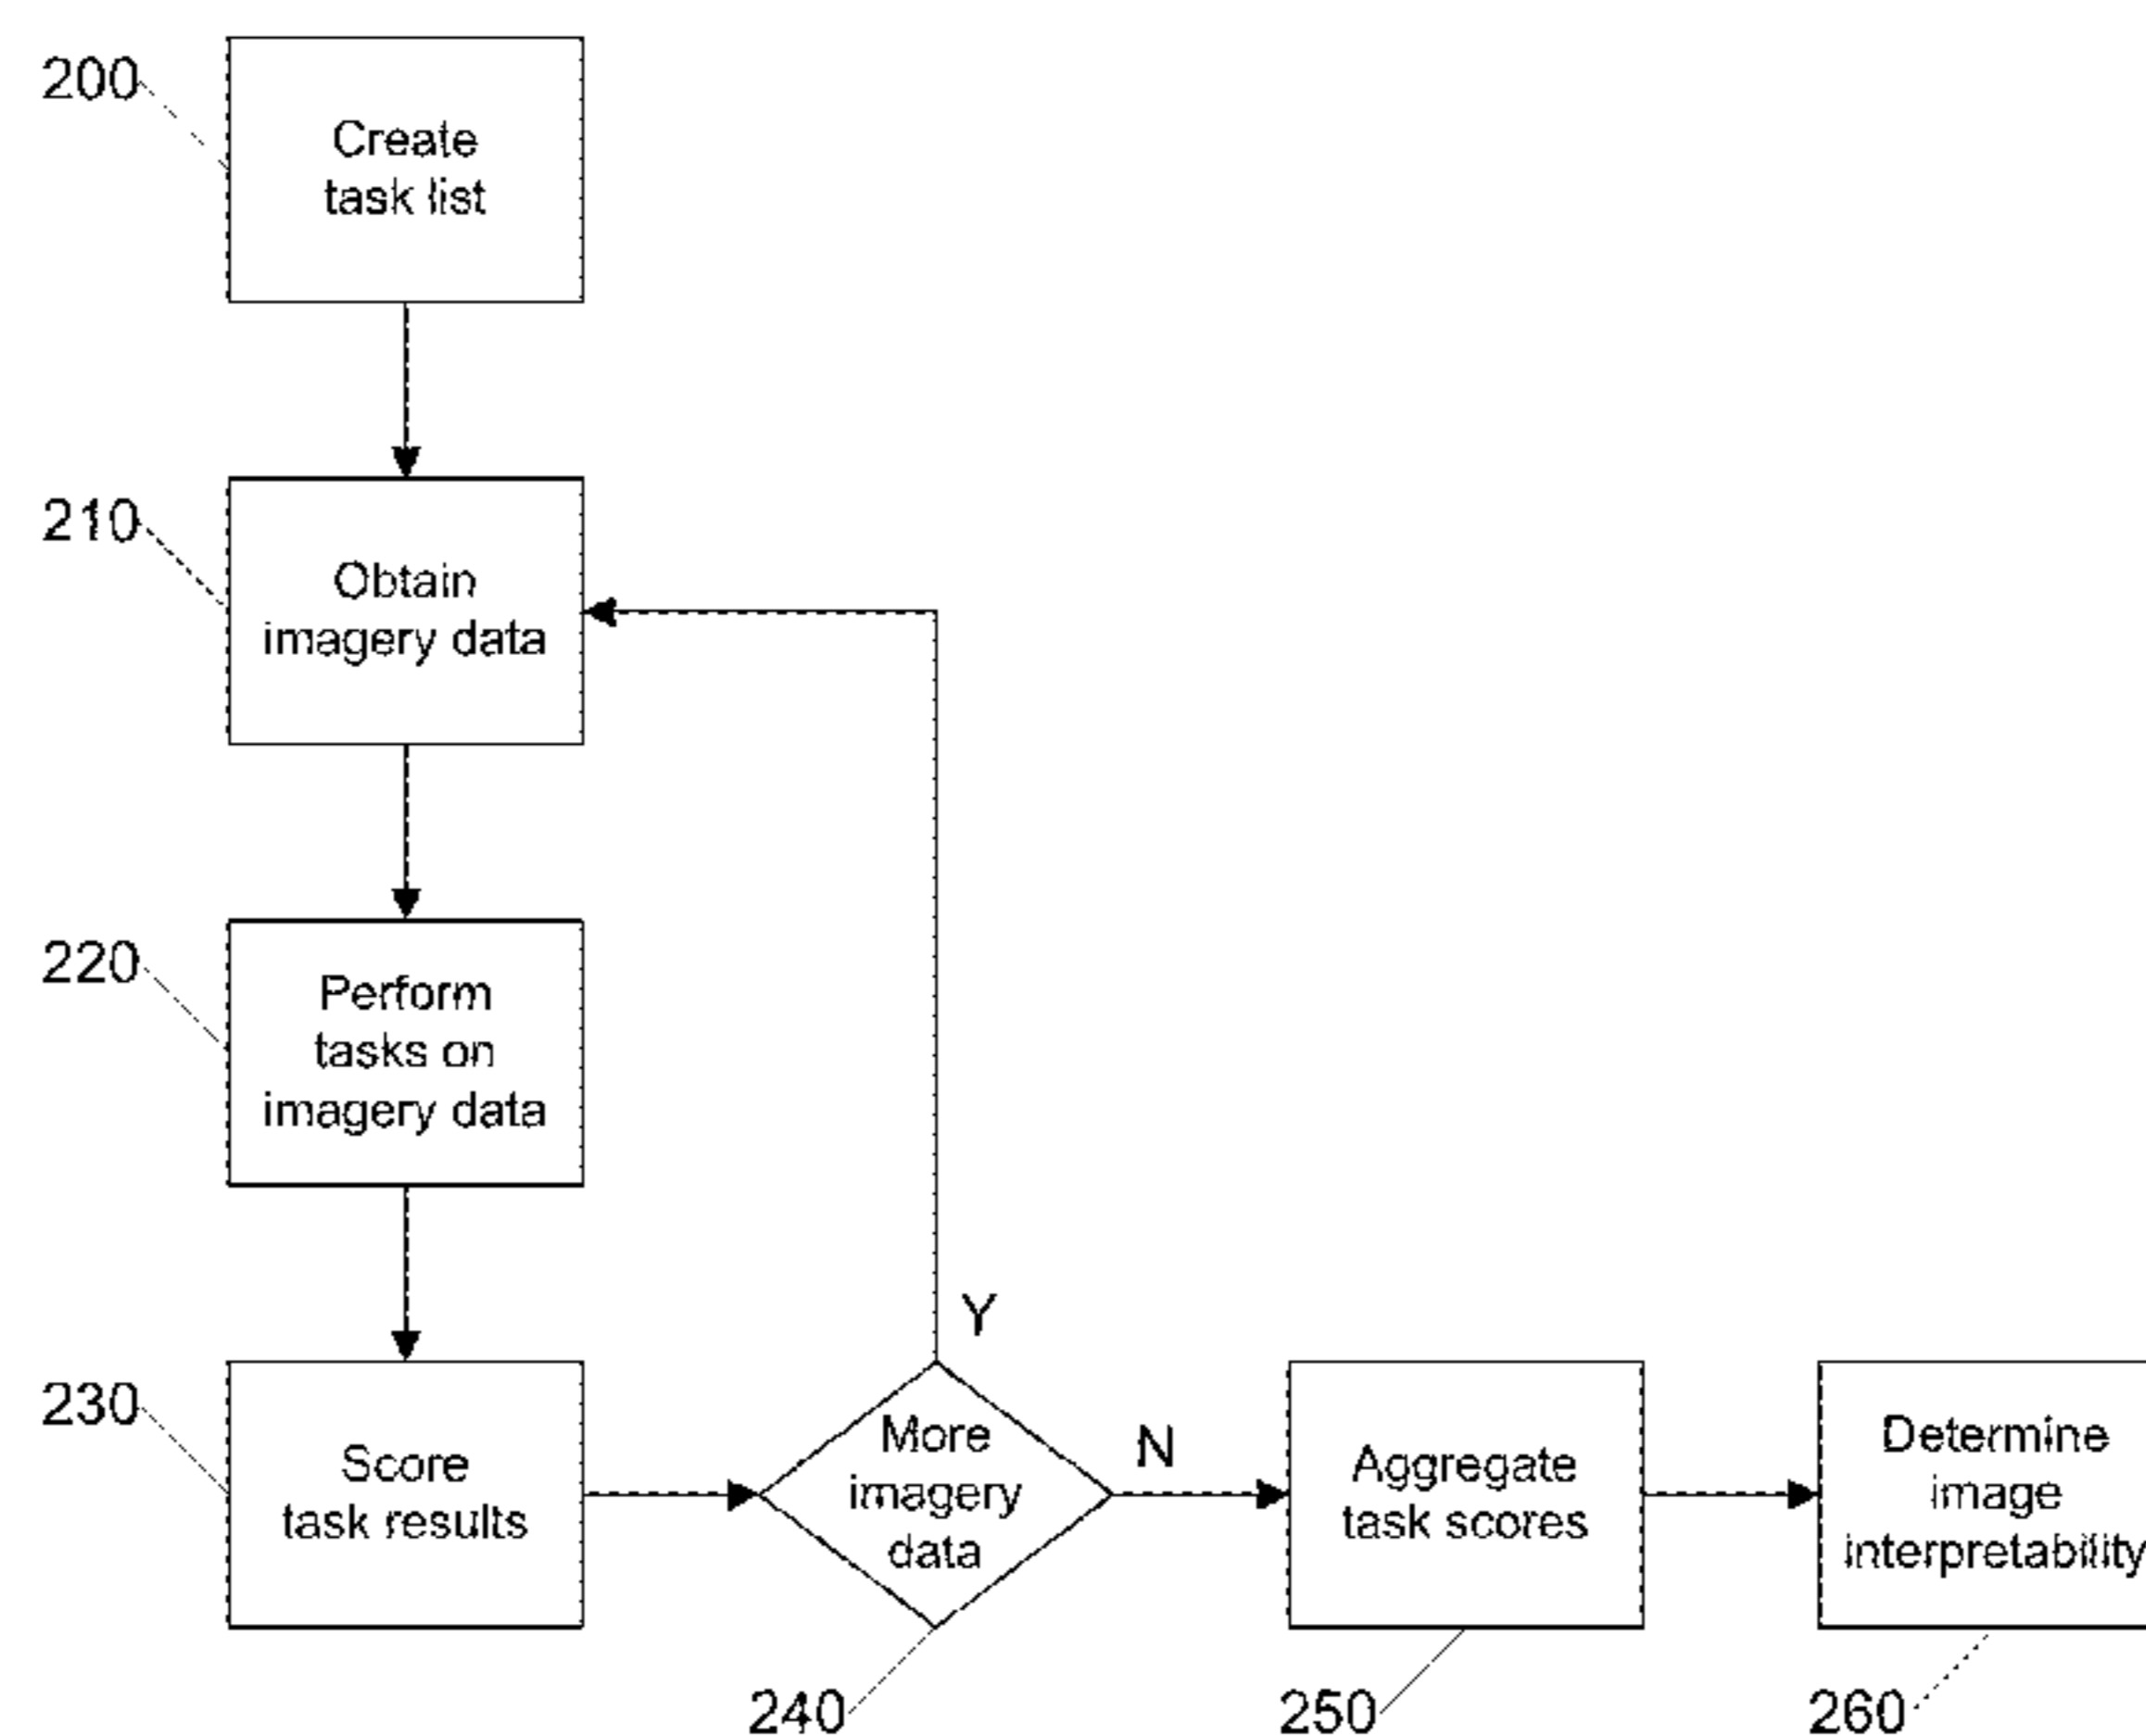 200
Create
task list
210
Obtain
imagery data
220
Perform
tasks on
imagery data
230
Score
task results
Y
More
imagery
data
N
240
Aggregate
task scores
250
Determine
image
interpretability
260